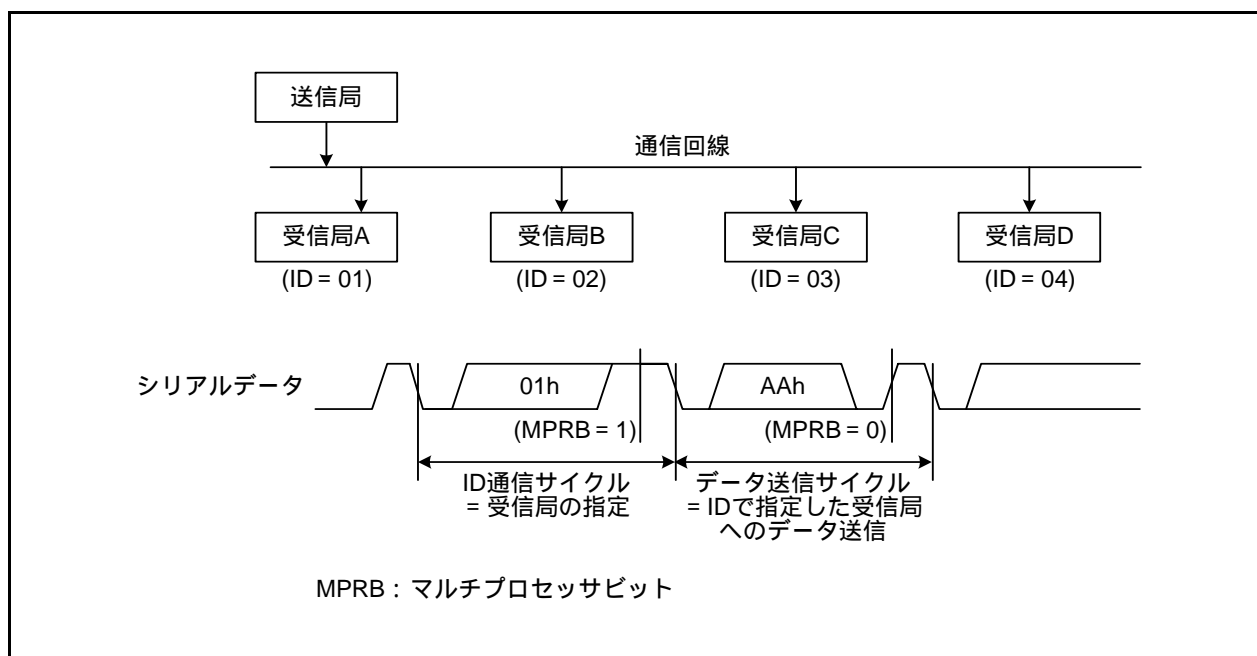 送信局
通信回線
受信局A
受信局B
受信局C
受信局D
(ID = 01)
(ID = 02)
(ID = 03)
(ID = 04)
シリアルデータ
01h
AAh
(MPRB = 1)
(MPRB = 0)
ID通信サイクル
= 受信局の指定
データ送信サイクル
= IDで指定した受信局
へのデータ送信
MPRB : マルチプロセッサビット